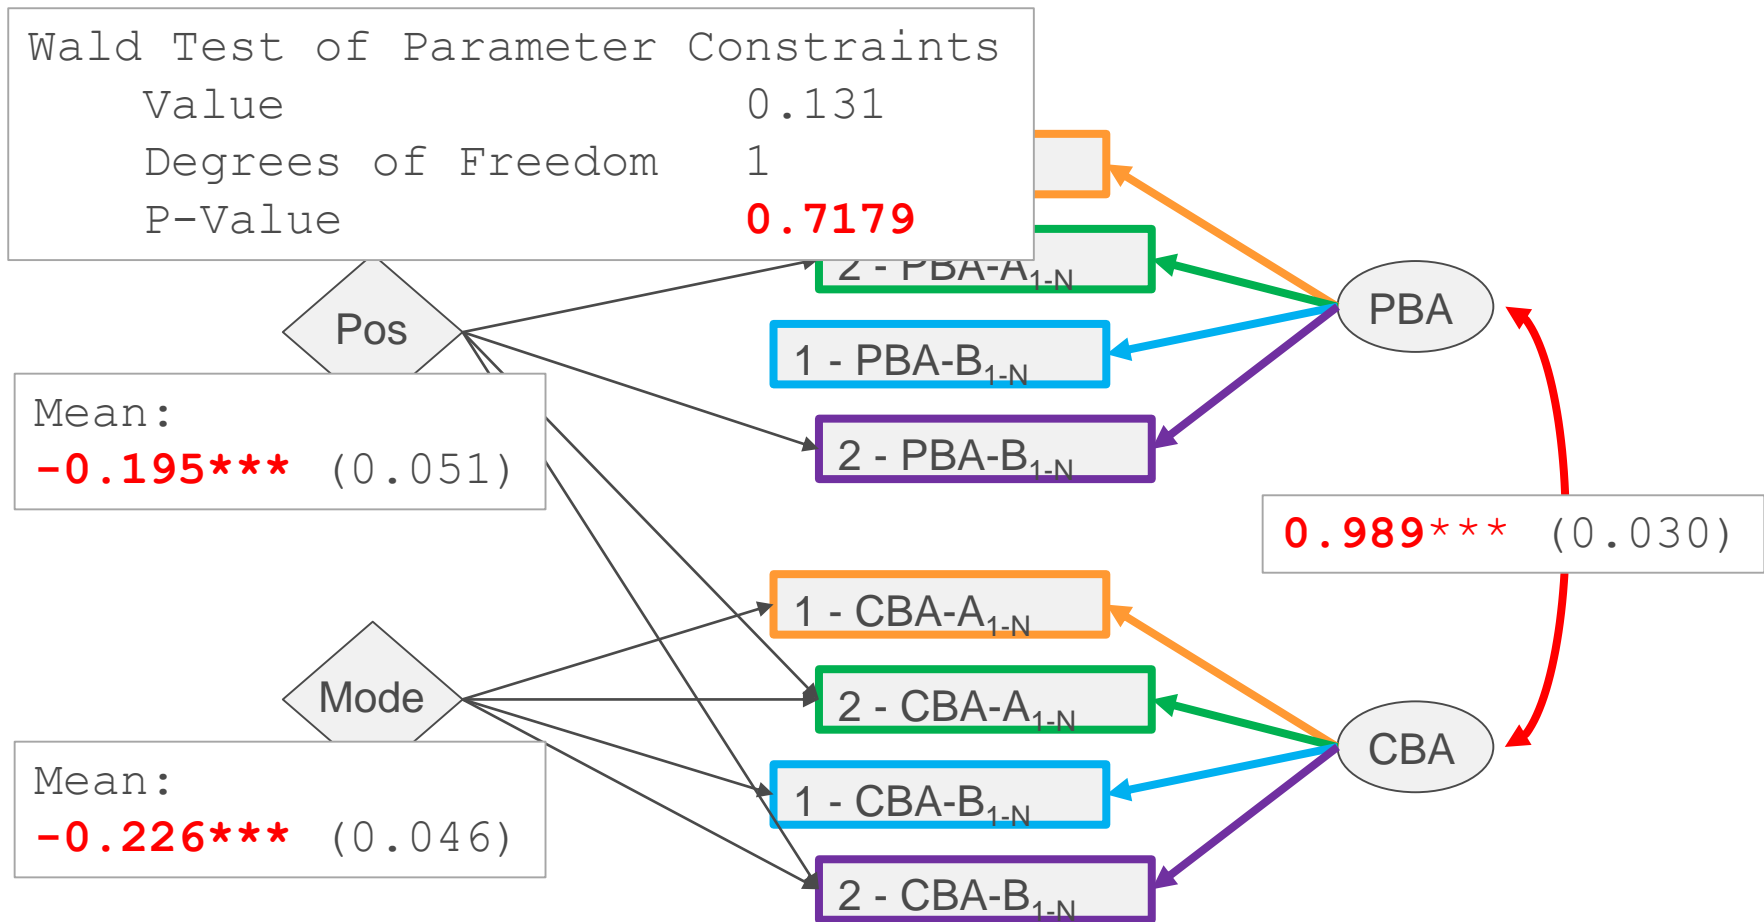 Wald Test of Parameter Constraints
Value 0.131
Degrees of Freedom 1
P-Value 0.7179
2 - PBA-A1-N
PBA
Pos
1 - PBA-B1-N
Mean:
-0.195*** (0.051)
2 - PBA-B1-N
0.989*** (0.030)
1 - CBA-A1-N
Mode
2 - CBA-A1-N
CBA
Mean:
-0.226*** (0.046)
1 - CBA-B1-N
2 - CBA-B1-N